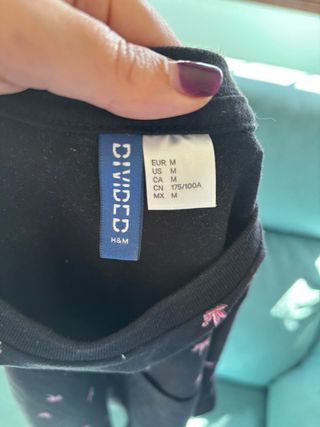 DIVIDED
H&M
EUR M
US M
CA M
CN 175/100A
MX M